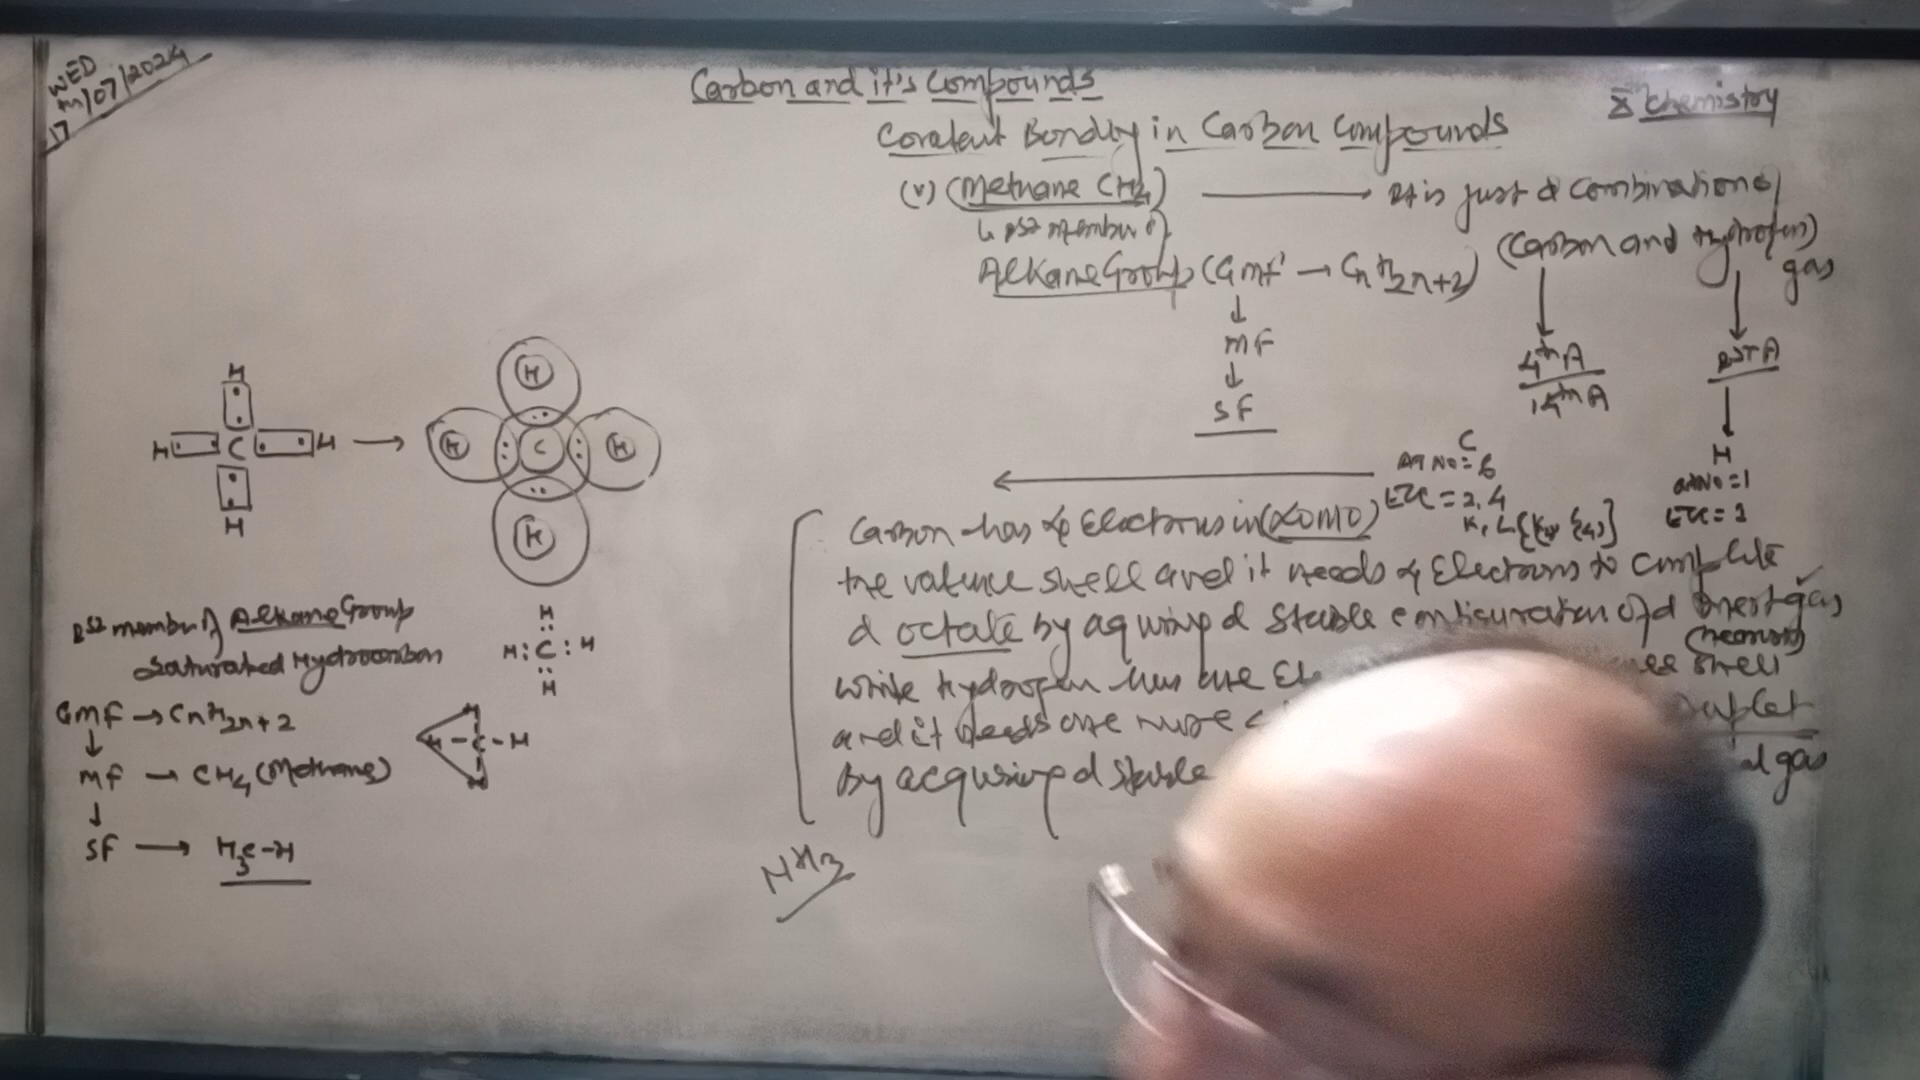 WED
17/07/2024
Carbon and it's Compounds
X Chemistry
Covalent Bonding in Carbon Compounds
(v) (Methane CH4) → It is just a combination of
↳ 1st member of
(Carbon and Hydrogen)
gas
Alkane Group (GMF → CnH2n+2)
↓
MF
↓
SF
4th A
14th A
1st A
↓
H
At No = 1
EC = 1
C
At No = 6
EC = 2, 4
K, L
Carbon has 4 Electrons in
the valence shell and it needs 4 Electrons to complete
a octate by aquiring a stable configuration of a Inert gas
while Hydrogen has one shell
and it needs one more duplet
By acquiring a stable gas
H
H C H
H
→
H
H C H
H
1st member of Alkane Group
Saturated Hydrocarbon
GMF → CnH2n+2
↓
MF → CH4 (Methane)
↓
SF → H3C-H
H
H : C : H
H
H
H - C - H
H
NH3